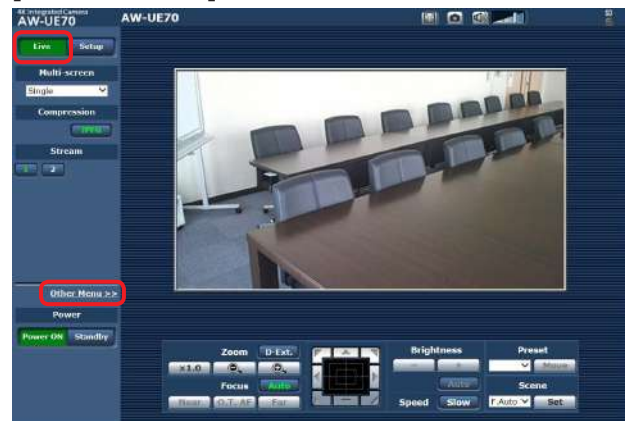 4K Integrated Camera
AW-UE70
AW-UE70
Live Setup
Multi-screen
Single
Compression
JPEG
Stream
1 2
Other Menu >>
Power
Power ON Standby
Zoom D-Ext.
x1.0
Focus Auto
Near O.T. AF Far
Brightness
Auto
Speed Slow
Preset
Move
Scene
F.Auto Set